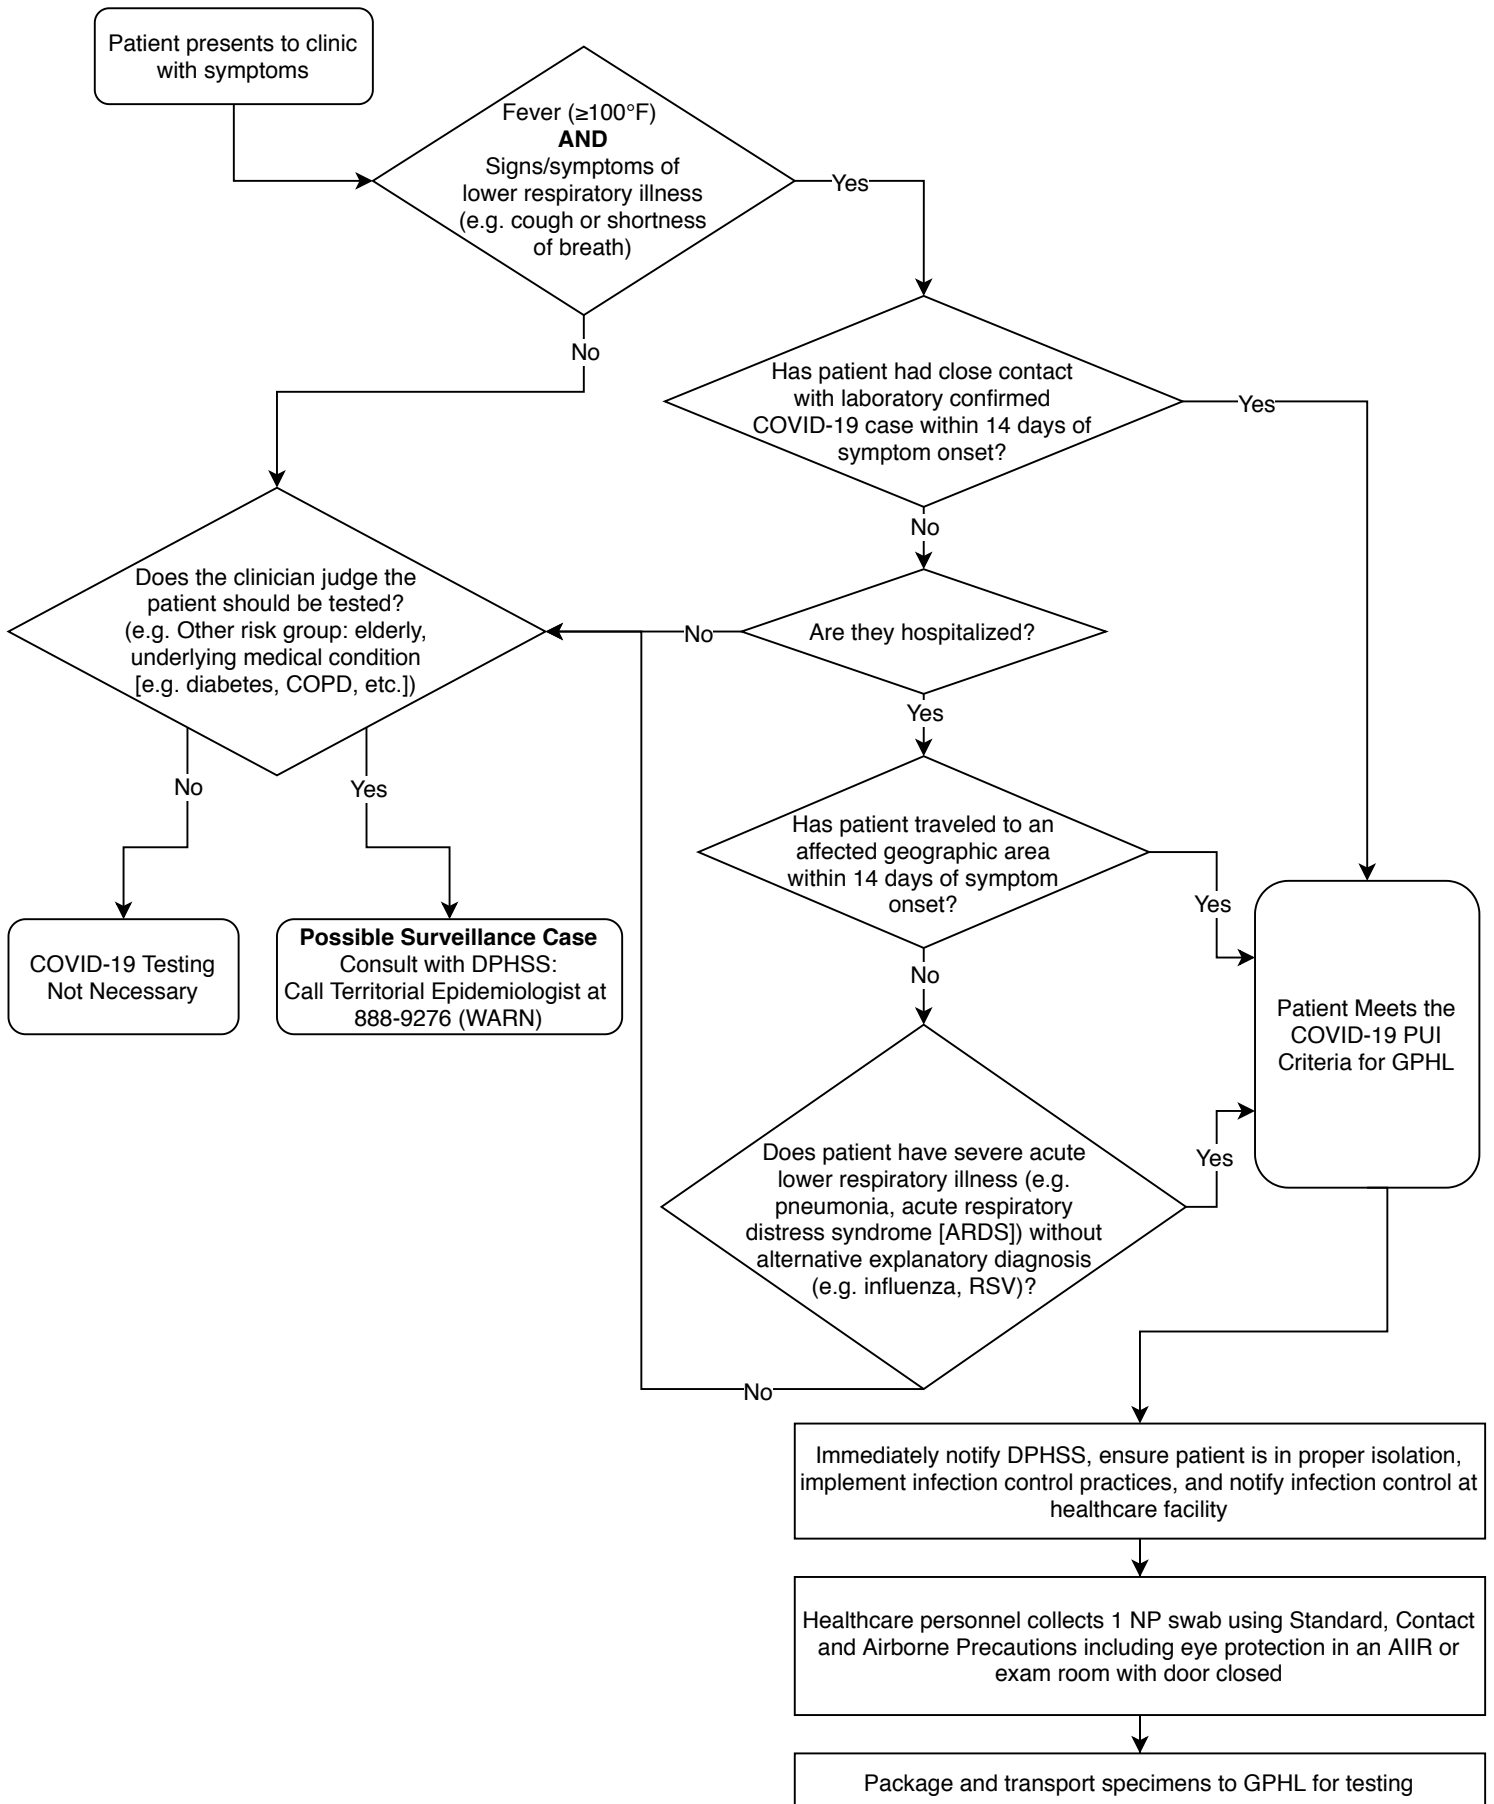 Patient presents to clinic
with symptoms
Fever (≥100°F)
AND
Signs/symptoms of
lower respiratory illness
(e.g. cough or shortness
of breath)
Yes
No
Has patient had close contact
with laboratory confirmed
COVID-19 case within 14 days of
symptom onset?
Yes
No
Does the clinician judge the
patient should be tested?
(e.g. Other risk group: elderly,
underlying medical condition
[e.g. diabetes, COPD, etc.])
Are they hospitalized?
No
Yes
No
Yes
COVID-19 Testing
Not Necessary
Possible Surveillance Case
Consult with DPHSS:
Call Territorial Epidemiologist at
888-9276 (WARN)
Has patient traveled to an
affected geographic area
within 14 days of symptom
onset?
Yes
No
Patient Meets the
COVID-19 PUI
Criteria for GPHL
Does patient have severe acute
lower respiratory illness (e.g.
pneumonia, acute respiratory
distress syndrome [ARDS]) without
alternative explanatory diagnosis
(e.g. influenza, RSV)?
Yes
No
Immediately notify DPHSS, ensure patient is in proper isolation,
implement infection control practices, and notify infection control at
healthcare facility
Healthcare personnel collects 1 NP swab using Standard, Contact
and Airborne Precautions including eye protection in an AIIR or
exam room with door closed
Package and transport specimens to GPHL for testing